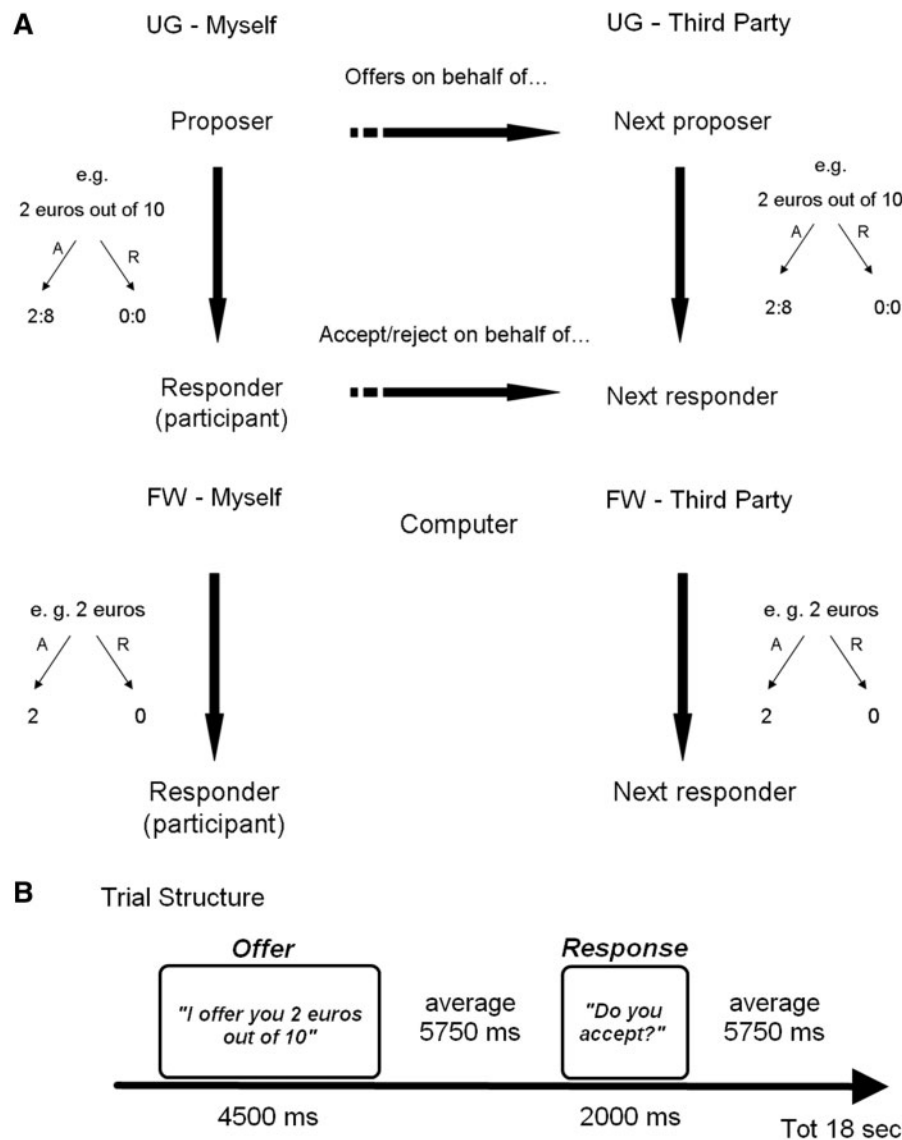 A
UG - Myself
UG - Third Party
Offers on behalf of...
Proposer
Next proposer
e.g.
2 euros out of 10
A
R
2:8
0:0
e.g.
2 euros out of 10
A
R
2:8
0:0
Accept/reject on behalf of...
Responder
(participant)
Next responder
FW - Myself
FW - Third Party
Computer
e. g. 2 euros
A
R
2
0
e. g. 2 euros
A
R
2
0
Responder
(participant)
Next responder
B
Trial Structure
Offer
Response
"I offer you 2 euros
out of 10"
average
5750 ms
"Do you
accept?"
average
5750 ms
4500 ms
2000 ms
Tot 18 sec